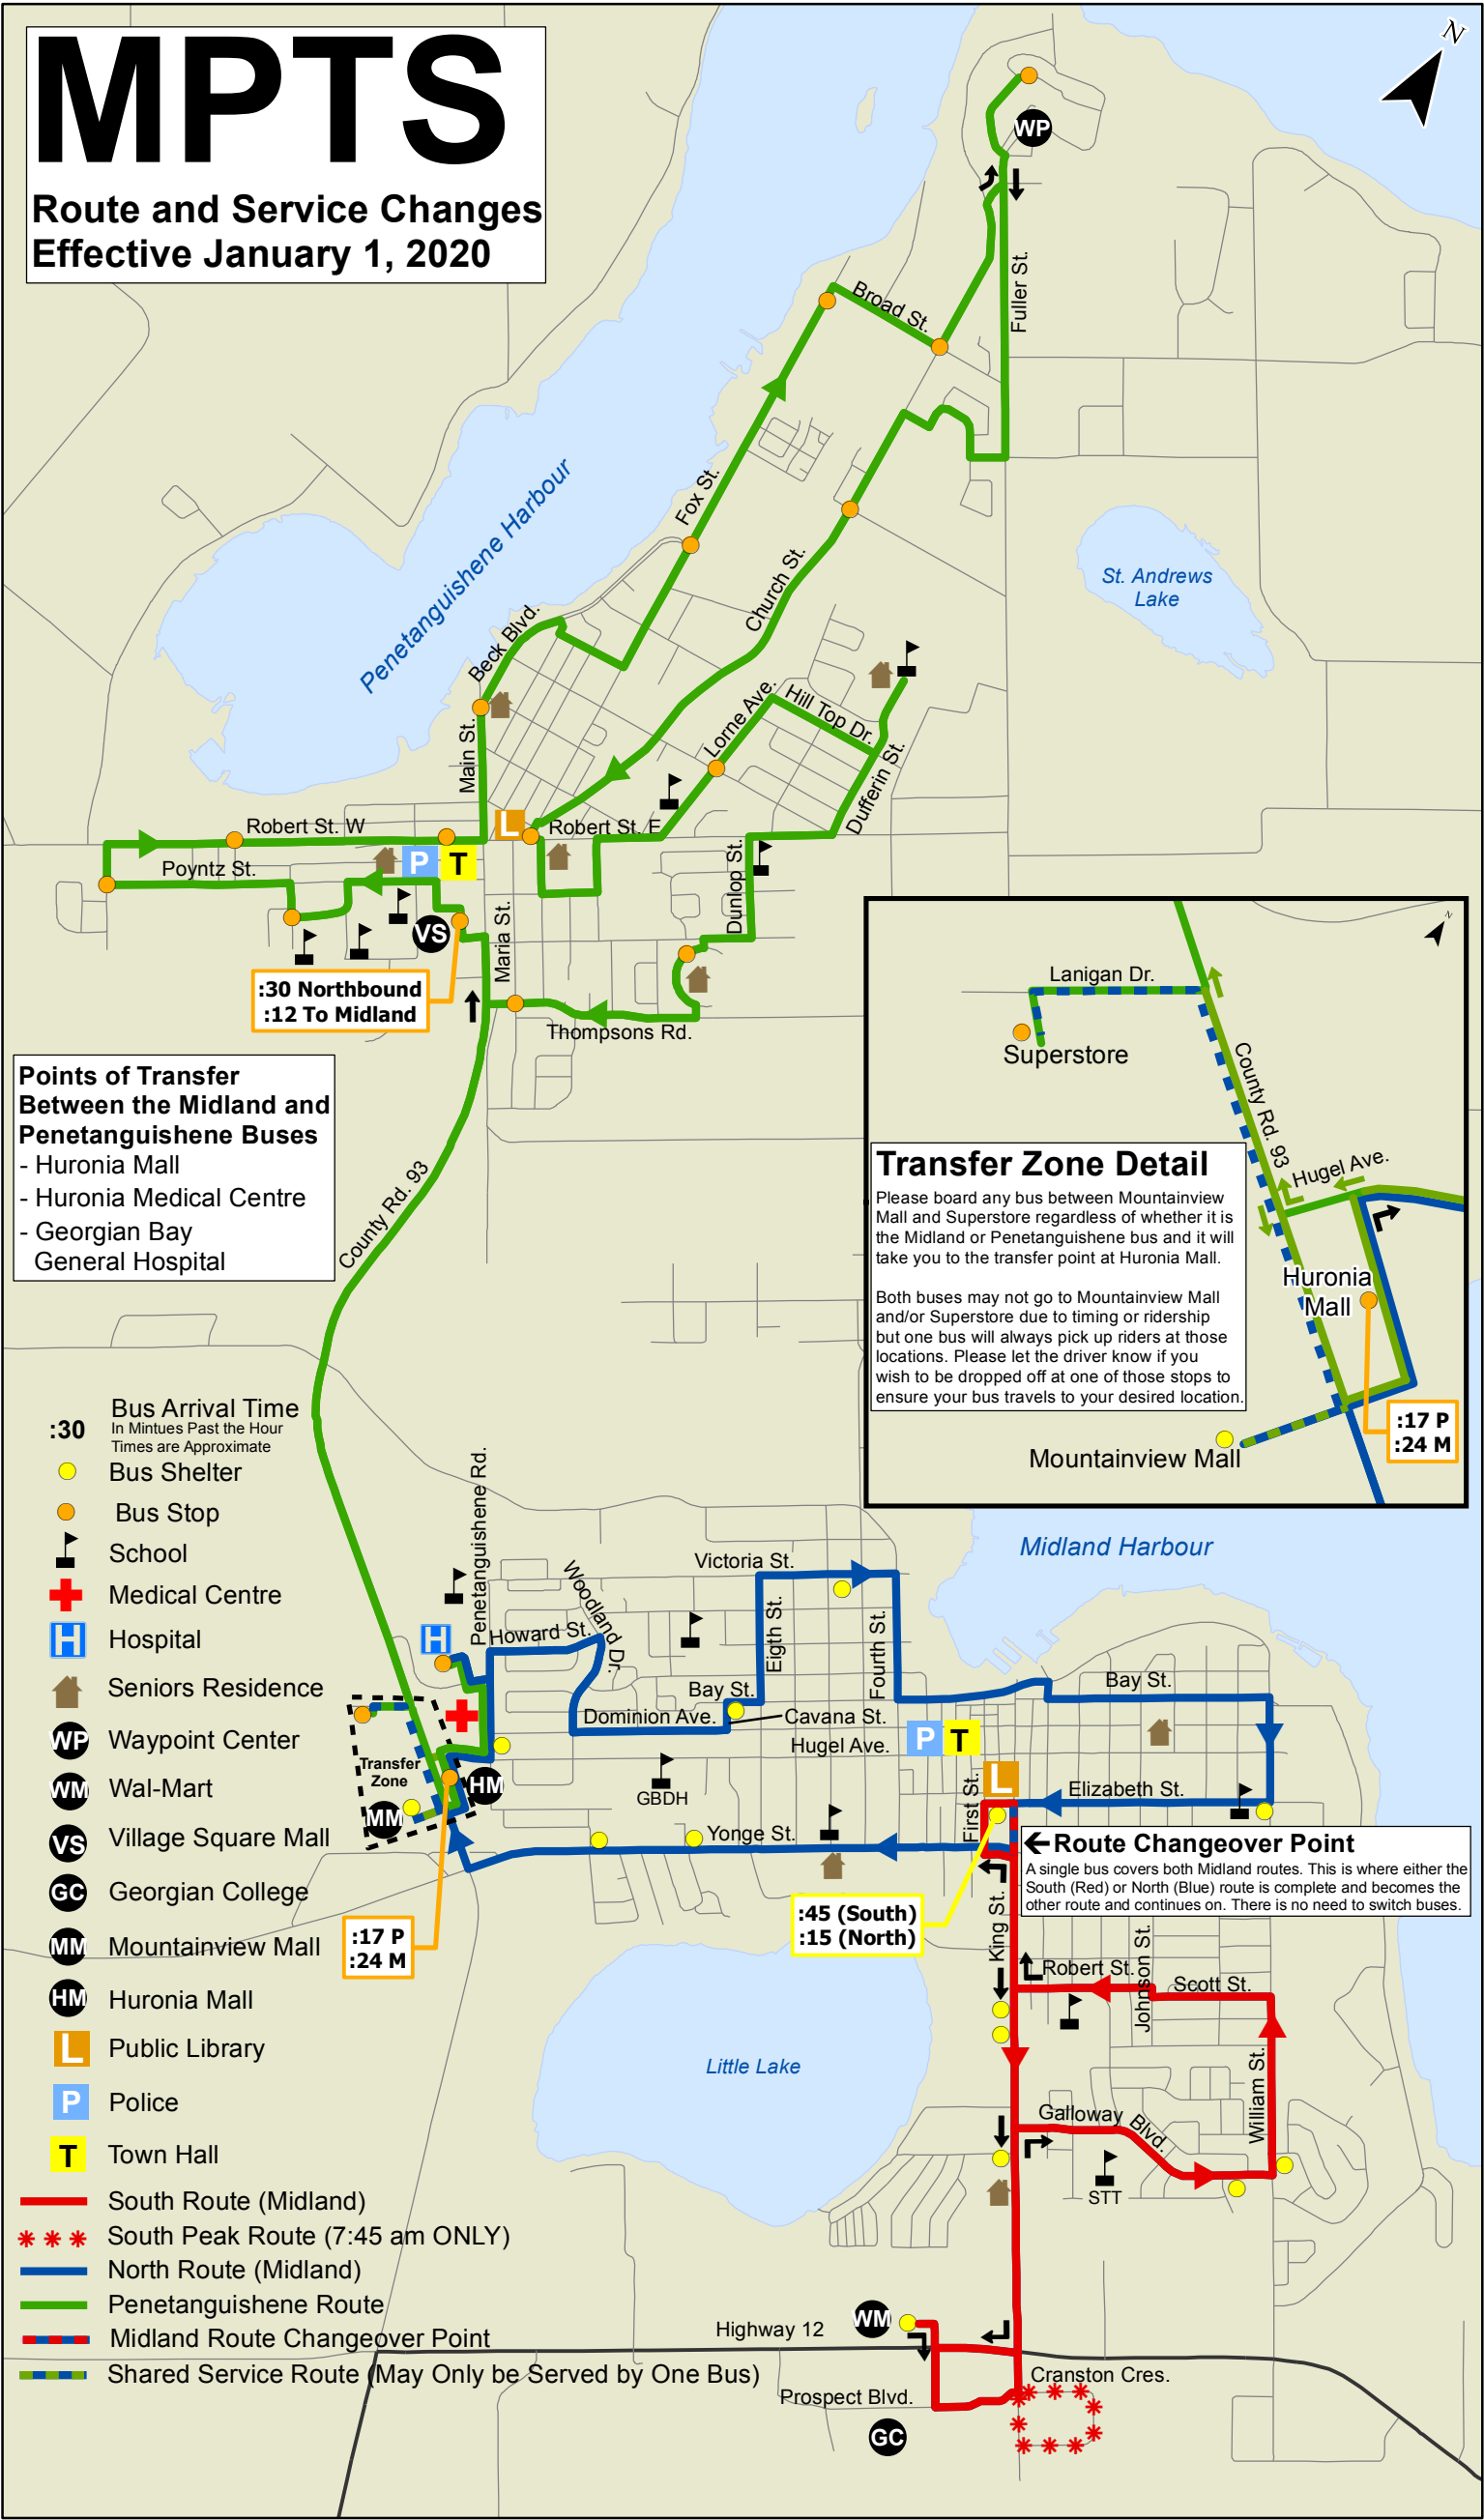 MPTS
Route and Service Changes
Effective January 1, 2020
N
WP
Broad St.
Fuller St.
Fox St.
Penetanguishene Harbour
Church St.
St. Andrews
Lake
Beck Blvd.
Main St.
Lorne Ave.
Hill Top Dr.
Dufferin St.
Robert St. W
L
Robert St. E
P
T
Poyntz St.
Dunlop St.
VS
Maria St.
:30 Northbound
:12 To Midland
Thompsons Rd.
N
Lanigan Dr.
Superstore
County Rd. 93
Hugel Ave.
Transfer Zone Detail
Please board any bus between Mountainview
Mall and Superstore regardless of whether it is
the Midland or Penetanguishene bus and it will
take you to the transfer point at Huronia Mall.
Both buses may not go to Mountainview Mall
and/or Superstore due to timing or ridership
but one bus will always pick up riders at those
locations. Please let the driver know if you
wish to be dropped off at one of those stops to
ensure your bus travels to your desired location.
Huronia
Mall
Mountainview Mall
:17 P
:24 M
Points of Transfer
Between the Midland and
Penetanguishene Buses
- Huronia Mall
- Huronia Medical Centre
- Georgian Bay
General Hospital
County Rd. 93
:30
Bus Arrival Time
In Mintues Past the Hour
Times are Approximate
Bus Shelter
Bus Stop
School
Medical Centre
H
Hospital
Seniors Residence
WP
Waypoint Center
WM
Wal-Mart
VS
Village Square Mall
GC
Georgian College
MM
Mountainview Mall
HM
Huronia Mall
L
Public Library
P
Police
T
Town Hall
South Route (Midland)
South Peak Route (7:45 am ONLY)
North Route (Midland)
Penetanguishene Route
Midland Route Changeover Point
Shared Service Route (May Only be Served by One Bus)
Midland Harbour
Penetanguishene Rd.
Victoria St.
Woodland Dr.
H
Howard St.
Eigth St.
Fourth St.
Bay St.
Bay St.
Dominion Ave.
Cavana St.
Hugel Ave.
P
T
Transfer
Zone
HM
MM
GBDH
L
First St.
Elizabeth St.
Yonge St.
Route Changeover Point
A single bus covers both Midland routes. This is where either the
South (Red) or North (Blue) route is complete and becomes the
other route and continues on. There is no need to switch buses.
:45 (South)
:15 (North)
:17 P
:24 M
King St.
Robert St.
Johnson St.
Scott St.
Little Lake
William St.
Galloway Blvd.
STT
WM
Highway 12
Cranston Cres.
Prospect Blvd.
GC